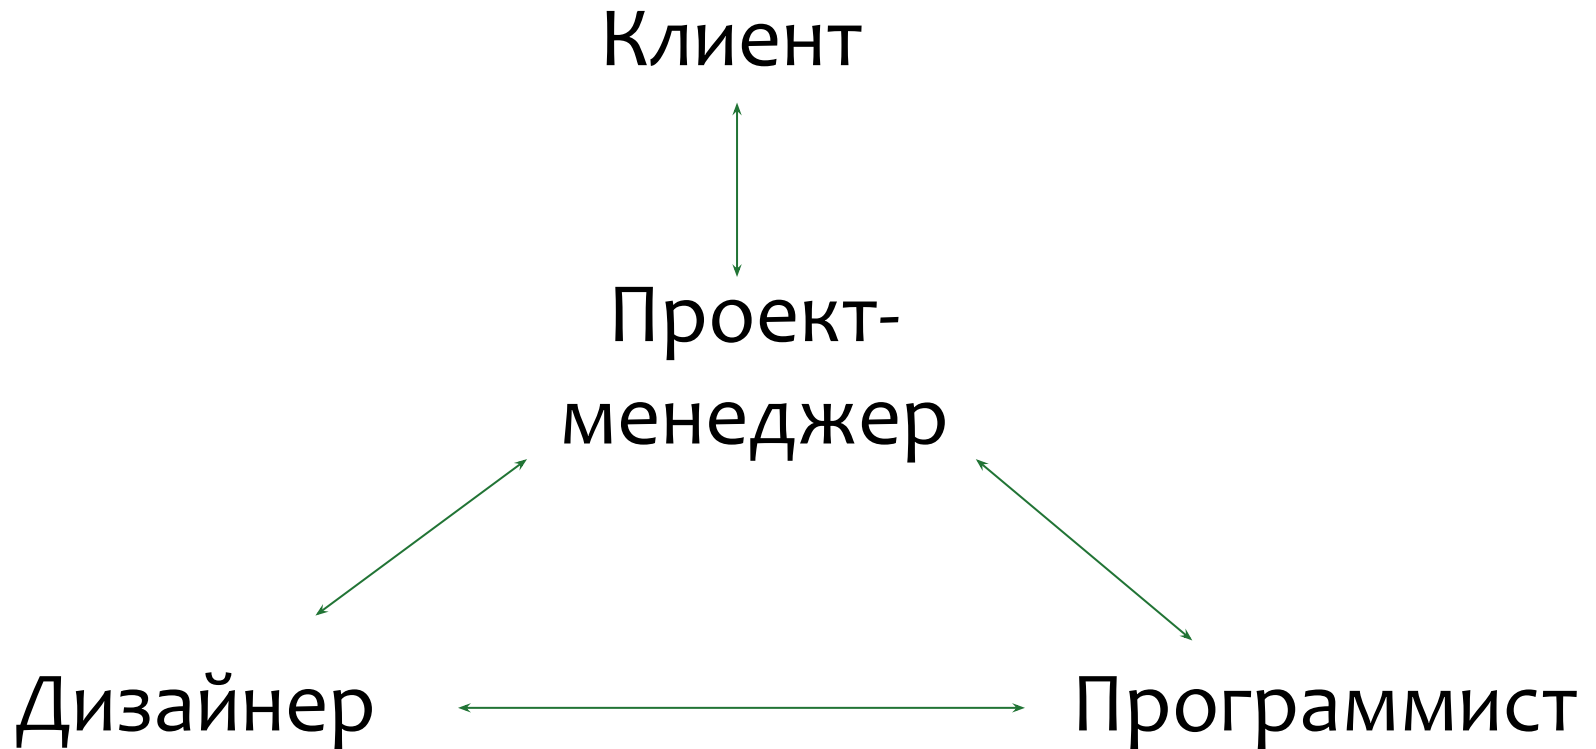 Клиент
Проект-
менеджер
Дизайнер
Программист